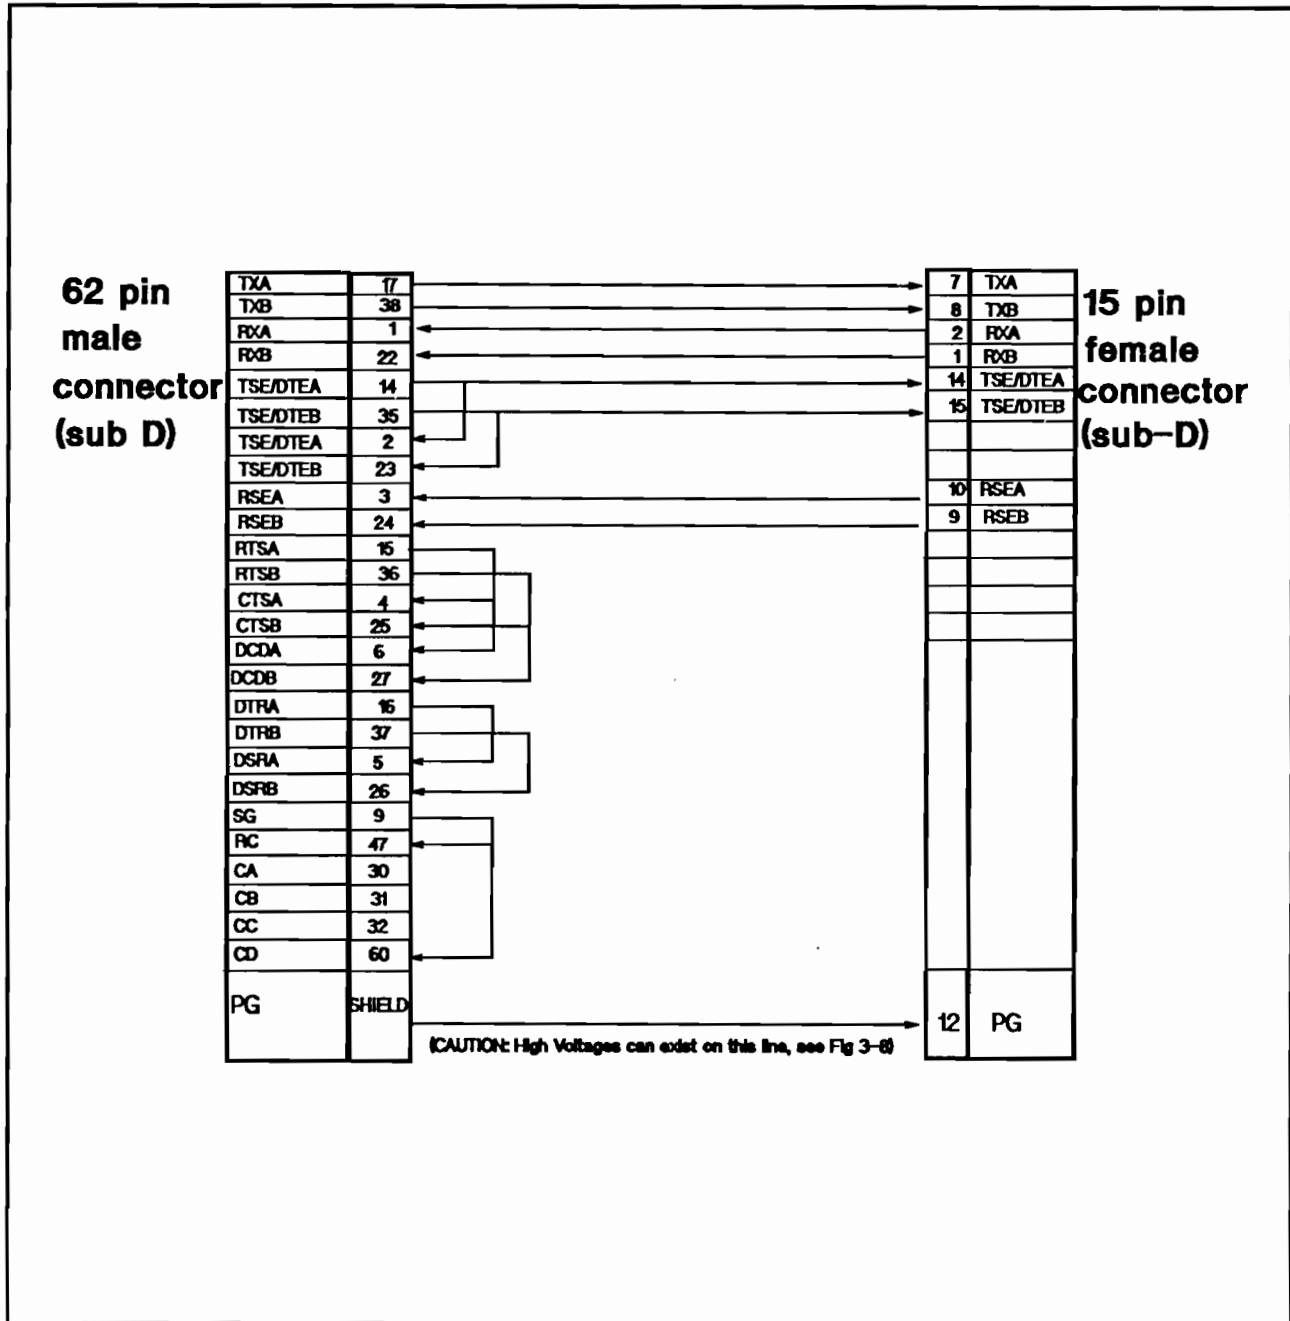 62 pin
male
connector
(sub D)
TXA 17
TXB 38
RXA 1
RXB 22
TSE/DTEA 14
TSE/DTEB 35
TSE/DTEA 2
TSE/DTEB 23
RSEA 3
RSEB 24
RTSA 15
RTSB 36
CTSA 4
CTSB 25
DCDA 6
DCDB 27
DTRA 16
DTRB 37
DSRA 5
DSRB 26
SG 9
RC 47
CA 30
CB 31
CC 32
CD 60
PG SHIELD
(CAUTION: High Voltages can exist on this line, see Fig 3-8)
7 TXA
8 TXB
2 RXA
1 RXB
14 TSE/DTEA
15 TSE/DTEB
10 RSEA
9 RSEB
12 PG
15 pin
female
connector
(sub-D)